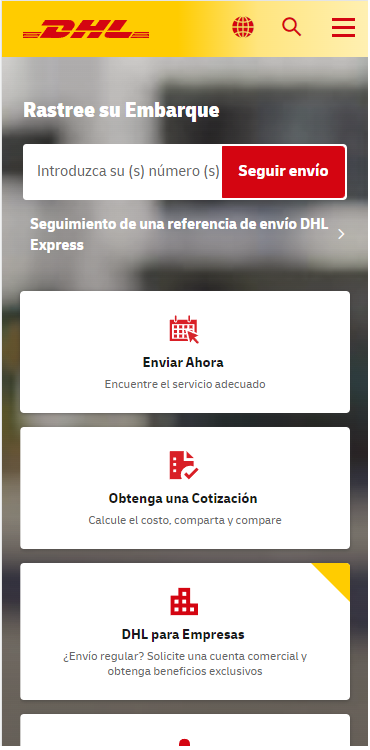 DHL
Rastree su Embarque
Introduzca su (s) número (s)
Seguir envío
Seguimiento de una referencia de envío DHL
Express
Enviar Ahora
Encuentre el servicio adecuado
Obtenga una Cotización
Calcule el costo, comparta y compare
DHL para Empresas
¿Envío regular? Solicite una cuenta comercial y
obtenga beneficios exclusivos